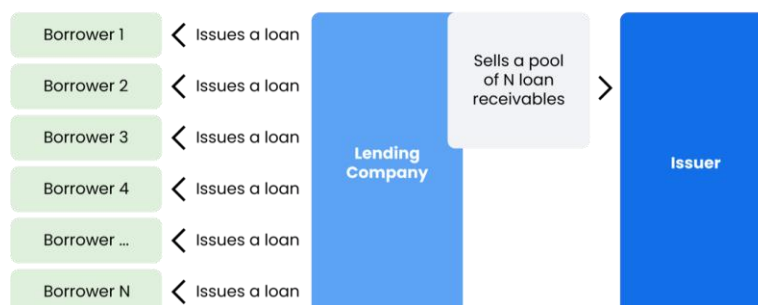 Borrower 1
Issues a loan
Borrower 2
Issues a loan
Borrower 3
Issues a loan
Borrower 4
Issues a loan
Borrower ...
Issues a loan
Borrower N
Issues a loan
Lending
Company
Sells a pool
of N loan
receivables
Issuer